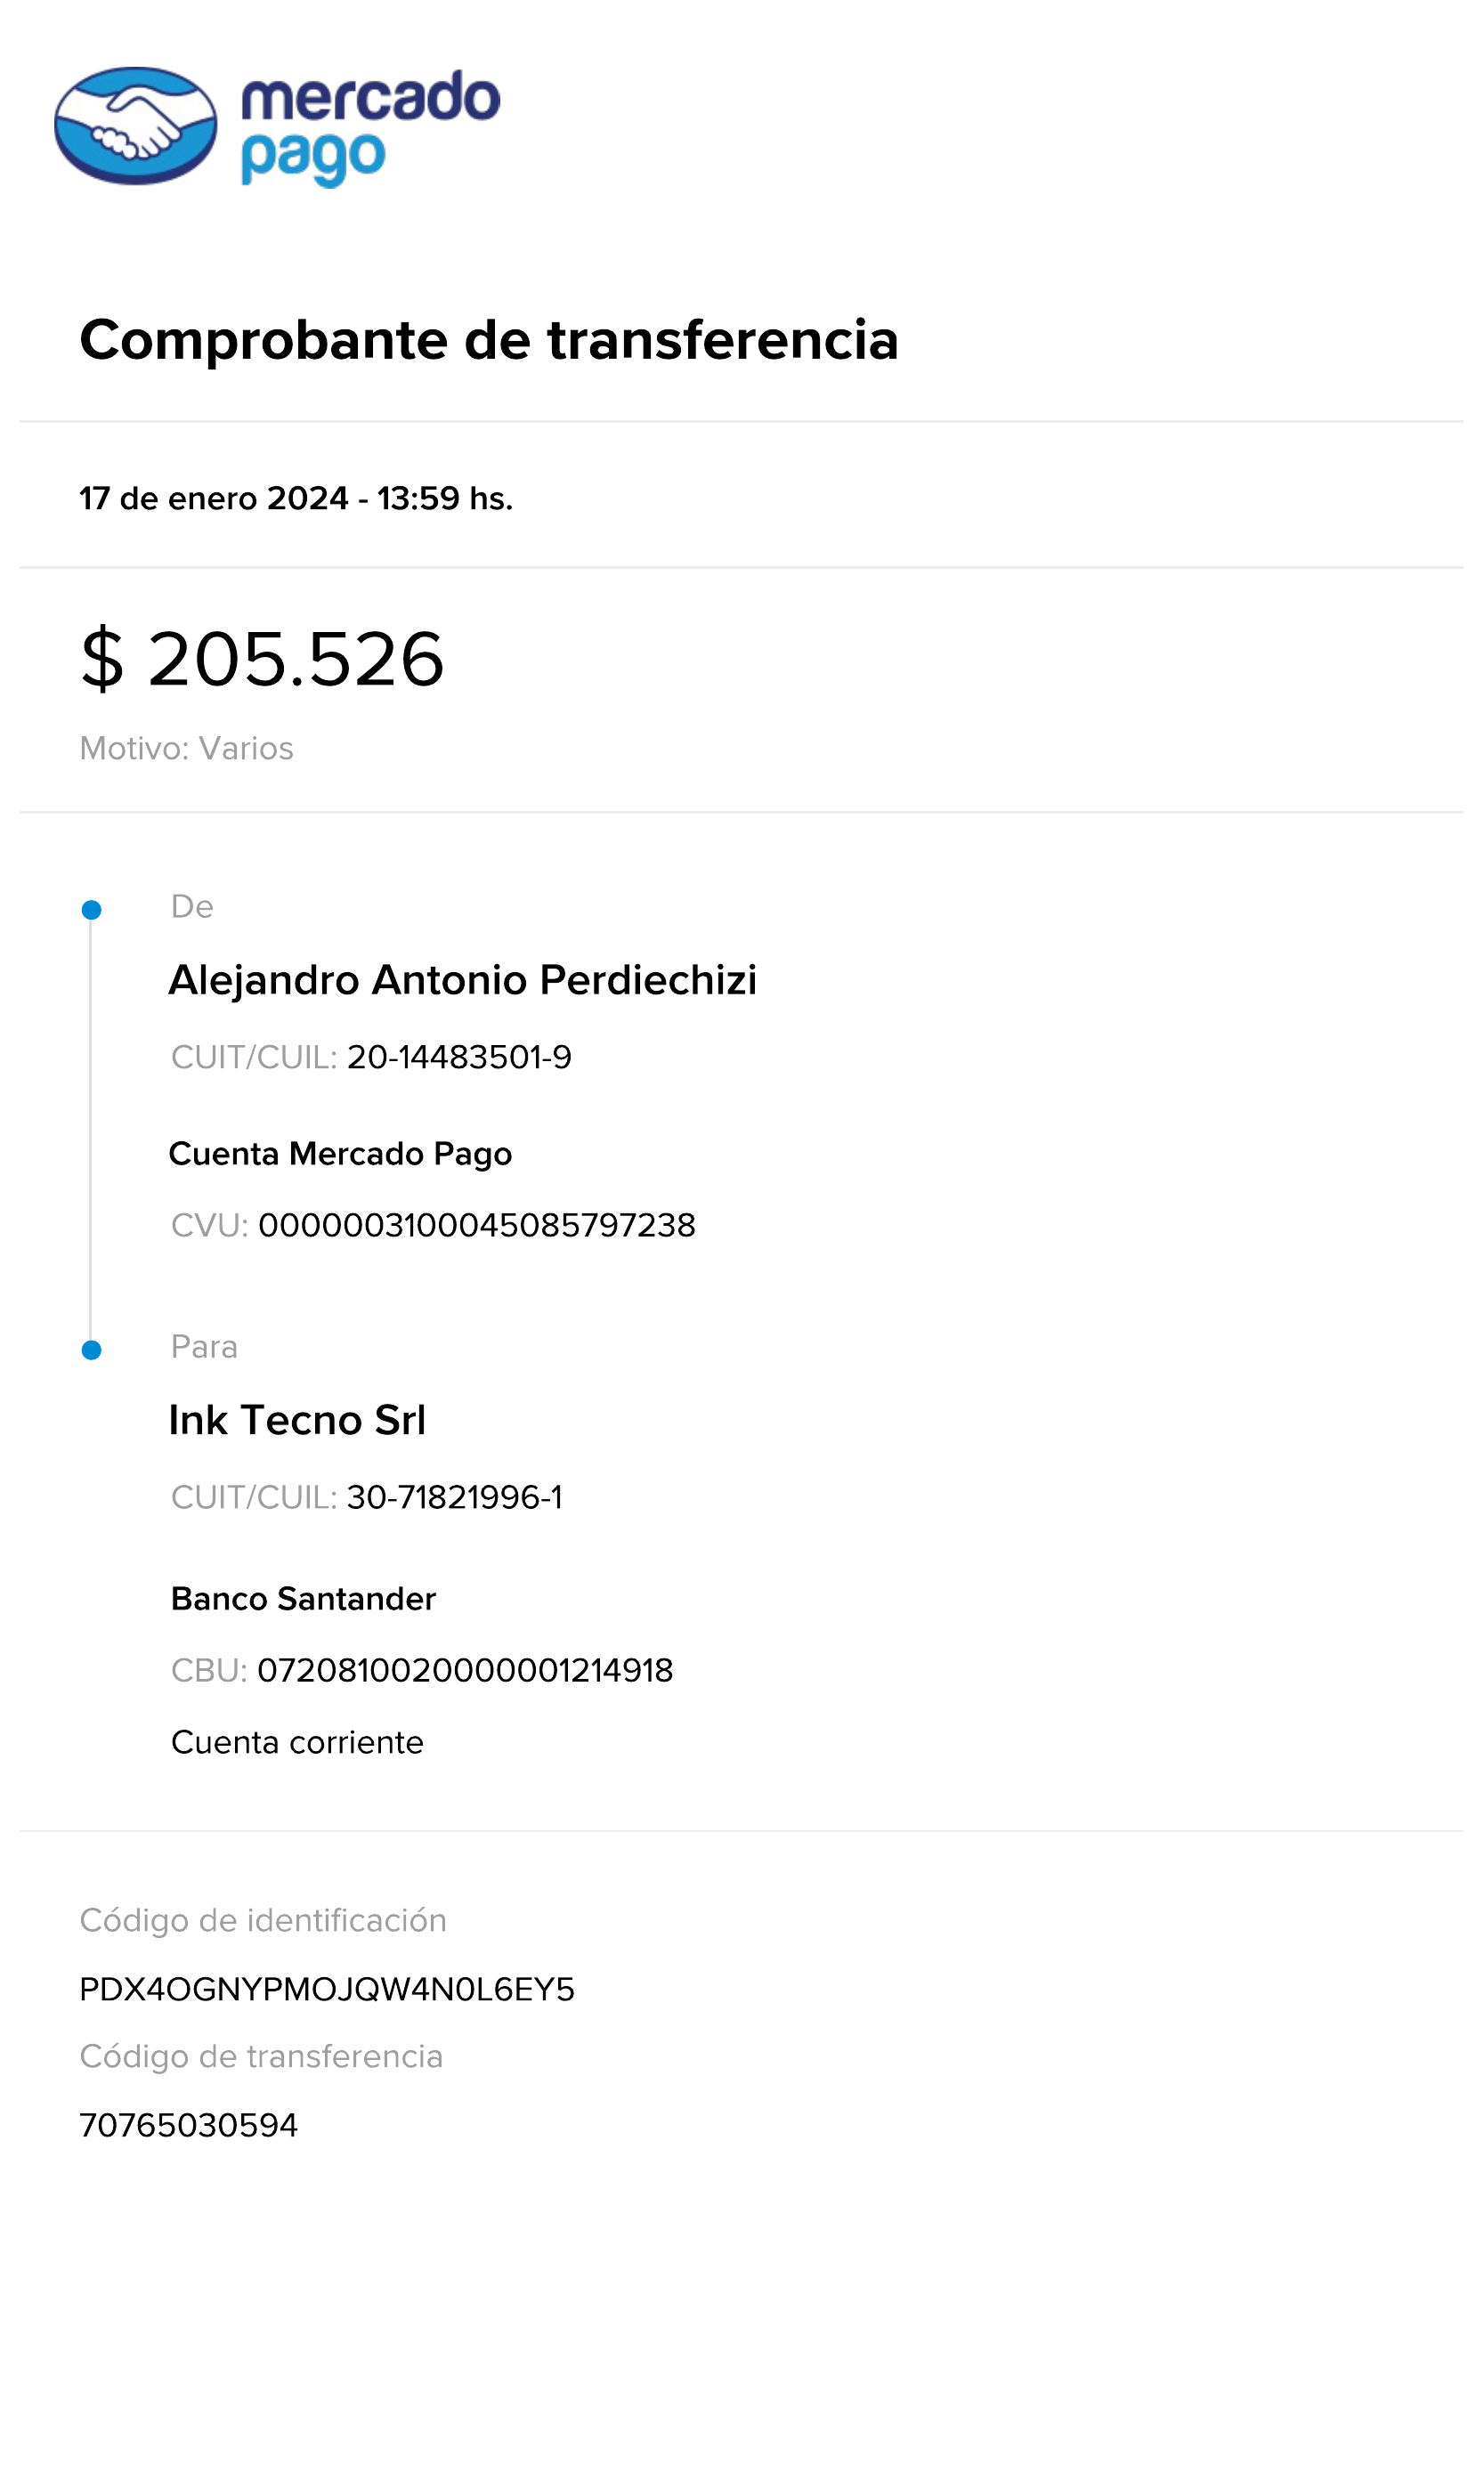 mercado
pago
Comprobante de transferencia
17 de enero 2024 - 13:59 hs.
$ 205.526
Motivo: Varios
De
Alejandro Antonio Perdiechizi
CUIT/CUIL: 20-14483501-9
Cuenta Mercado Pago
CVU: 0000003100045085797238
Para
Ink Tecno Srl
CUIT/CUIL: 30-71821996-1
Banco Santander
CBU: 0720810020000001214918
Cuenta corriente
Código de identificación
PDX4OGNYPMOJQW4N0L6EY5
Código de transferencia
70765030594